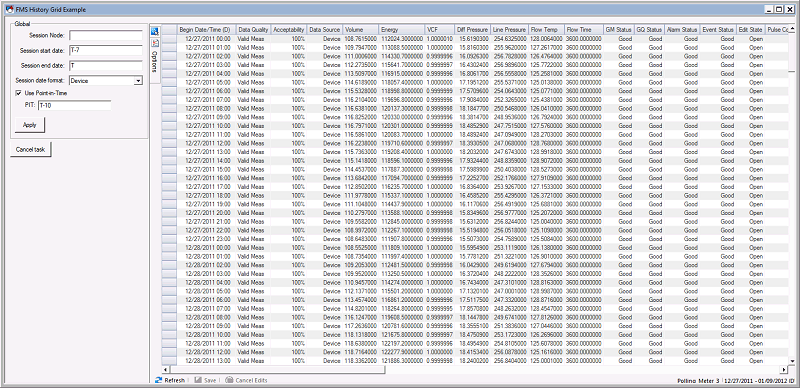 FMS History Grid Example
Global
Session Node:
Session start date: T-7
Session end date: T
Session date format: Device
Use Point-in-Time
PIT: T-10
Apply
Cancel task
Options
Begin Date/Time (D) Data Quality Acceptability Data Source Volume Energy VCF Diff Pressure Line Pressure Flow Temp Flow Time GM Status GQ Status Alarm Status Event Status Edit State Pulse Co
12/27/2011 00:00 Valid Meas 100% Device 108.7615000 112024.3000000 1.0000010 15.6190300 254.6325000 128.0064000 3600.0000000 Good Good Good Good Open
12/27/2011 01:00 Valid Meas 100% Device 109.7947000 113088.5000000 1.0000000 15.8160300 255.9620000 127.2617000 3600.0000000 Good Good Good Good Open
12/27/2011 02:00 Valid Meas 100% Device 111.0006000 114330.7000000 0.9999999 16.0926300 256.7828000 126.4764000 3600.0000000 Good Good Good Good Open
12/27/2011 03:00 Valid Meas 100% Device 112.2735000 115641.7000000 0.9999997 16.4302400 256.9896000 125.7722000 3600.0000000 Good Good Good Good Open
12/27/2011 04:00 Valid Meas 100% Device 113.5097000 116915.0000000 0.9999998 16.8061700 256.5558000 125.2581000 3600.0000000 Good Good Good Good Open
12/27/2011 05:00 Valid Meas 100% Device 114.6189000 118057.4000000 1.0000000 17.1951200 255.5371000 125.0138000 3600.0000000 Good Good Good Good Open
12/27/2011 06:00 Valid Meas 100% Device 115.5328000 118998.8000000 0.9999998 17.5709600 254.0643000 125.0771000 3600.0000000 Good Good Good Good Open
12/27/2011 07:00 Valid Meas 100% Device 116.2104000 119696.8000000 0.9999999 17.9084000 252.3265000 125.4381000 3600.0000000 Good Good Good Good Open
12/27/2011 08:00 Valid Meas 100% Device 116.6381000 120137.3000000 0.9999999 18.1847700 250.5468000 126.0410000 3600.0000000 Good Good Good Good Open
12/27/2011 09:00 Valid Meas 100% Device 116.8252000 120330.0000000 0.9999999 18.3814700 248.9536000 126.7924000 3600.0000000 Good Good Good Good Open
12/27/2011 10:00 Valid Meas 100% Device 116.7971000 120301.0000000 0.9999998 18.4852900 247.7515000 127.5760000 3600.0000000 Good Good Good Good Open
12/27/2011 11:00 Valid Meas 100% Device 116.5861000 120083.7000000 1.0000000 18.4892400 247.0949000 128.2703000 3600.0000000 Good Good Good Good Open
12/27/2011 12:00 Valid Meas 100% Device 116.2238000 119710.6000000 0.9999999 18.3930500 247.0680000 128.7680000 3600.0000000 Good Good Good Good Open
12/27/2011 13:00 Valid Meas 100% Device 115.7363000 119208.4000000 1.0000000 18.2032000 247.6743000 128.9918000 3600.0000000 Good Good Good Good Open
12/27/2011 14:00 Valid Meas 100% Device 115.1418000 118596.1000000 0.9999999 17.9324400 248.8359000 128.9072000 3600.0000000 Good Good Good Good Open
12/27/2011 15:00 Valid Meas 100% Device 114.4537000 117887.3000000 0.9999999 17.5989900 250.4038000 128.5273000 3600.0000000 Good Good Good Good Open
12/27/2011 16:00 Valid Meas 100% Device 113.6842000 117094.7000000 0.9999999 17.2252700 252.1766000 127.9109000 3600.0000000 Good Good Good Good Open
12/27/2011 17:00 Valid Meas 100% Device 112.8502000 116235.7000000 1.0000000 16.8364000 253.9267000 127.1533000 3600.0000000 Good Good Good Good Open
12/27/2011 18:00 Valid Meas 100% Device 111.9778000 115337.1000000 1.0000000 16.4585200 255.4295000 126.3721000 3600.0000000 Good Good Good Good Open
12/27/2011 19:00 Valid Meas 100% Device 111.1048000 114437.9000000 1.0000000 16.1170600 256.4919000 125.6881000 3600.0000000 Good Good Good Good Open
12/27/2011 20:00 Valid Meas 100% Device 110.2797000 113588.1000000 0.9999998 15.8349600 256.9777000 125.2072000 3600.0000000 Good Good Good Good Open
12/27/2011 21:00 Valid Meas 100% Device 109.5582000 112845.0000000 0.9999999 15.6312000 256.8244000 125.0040000 3600.0000000 Good Good Good Good Open
12/27/2011 22:00 Valid Meas 100% Device 108.9972000 112267.1000000 0.9999998 15.5194800 256.0518000 125.1098000 3600.0000000 Good Good Good Good Open
12/27/2011 23:00 Valid Meas 100% Device 108.6483000 111907.8000000 0.9999999 15.5073000 254.7589000 125.5084000 3600.0000000 Good Good Good Good Open
12/28/2011 00:00 Valid Meas 100% Device 108.5525000 111809.1000000 0.9999998 15.5954900 253.1119000 126.1380000 3600.0000000 Good Good Good Good Open
12/28/2011 01:00 Valid Meas 100% Device 108.7354000 111997.4000000 0.9999999 15.7781200 251.3221000 126.9010000 3600.0000000 Good Good Good Good Open
12/28/2011 02:00 Valid Meas 100% Device 109.2053000 112481.5000000 0.9999999 16.0429000 249.6194000 127.6794000 3600.0000000 Good Good Good Good Open
12/28/2011 03:00 Valid Meas 100% Device 109.9520000 113250.5000000 0.9999999 16.3720400 248.2222000 128.3526000 3600.0000000 Good Good Good Good Open
12/28/2011 04:00 Valid Meas 100% Device 110.9457000 114274.0000000 0.9999999 16.7434000 247.3101000 128.8163000 3600.0000000 Good Good Good Good Open
12/28/2011 05:00 Valid Meas 100% Device 112.1371000 115501.2000000 1.0000000 17.1320100 247.0001000 128.9987000 3600.0000000 Good Good Good Good Open
12/28/2011 06:00 Valid Meas 100% Device 113.4574000 116861.2000000 0.9999999 17.5117500 247.3320000 128.8716000 3600.0000000 Good Good Good Good Open
12/28/2011 07:00 Valid Meas 100% Device 114.8201000 118264.8000000 0.9999999 17.8570800 248.2632000 128.4547000 3600.0000000 Good Good Good Good Open
12/28/2011 08:00 Valid Meas 100% Device 116.1247000 119608.5000000 0.9999999 18.1447800 249.6741000 127.8126000 3600.0000000 Good Good Good Good Open
12/28/2011 09:00 Valid Meas 100% Device 117.2636000 120781.6000000 0.9999999 18.3555100 251.3836000 127.0446000 3600.0000000 Good Good Good Good Open
12/28/2011 10:00 Valid Meas 100% Device 118.1318000 121675.8000000 0.9999999 18.4750900 253.1723000 126.2696000 3600.0000000 Good Good Good Good Open
12/28/2011 11:00 Valid Meas 100% Device 118.6380000 122197.2000000 0.9999999 18.4954900 254.8105000 125.6078000 3600.0000000 Good Good Good Good Open
12/28/2011 12:00 Valid Meas 100% Device 118.7164000 122277.9000000 1.0000000 18.4153400 256.0878000 125.1616000 3600.0000000 Good Good Good Good Open
12/28/2011 13:00 Valid Meas 100% Device 118.3362000 121886.3000000 0.9999999 18.2400200 256.8404000 125.0001000 3600.0000000 Good Good Good Good Open
Refresh Save Cancel Edits
Pollino Meter 3 12/27/2011 - 01/09/2012 (D